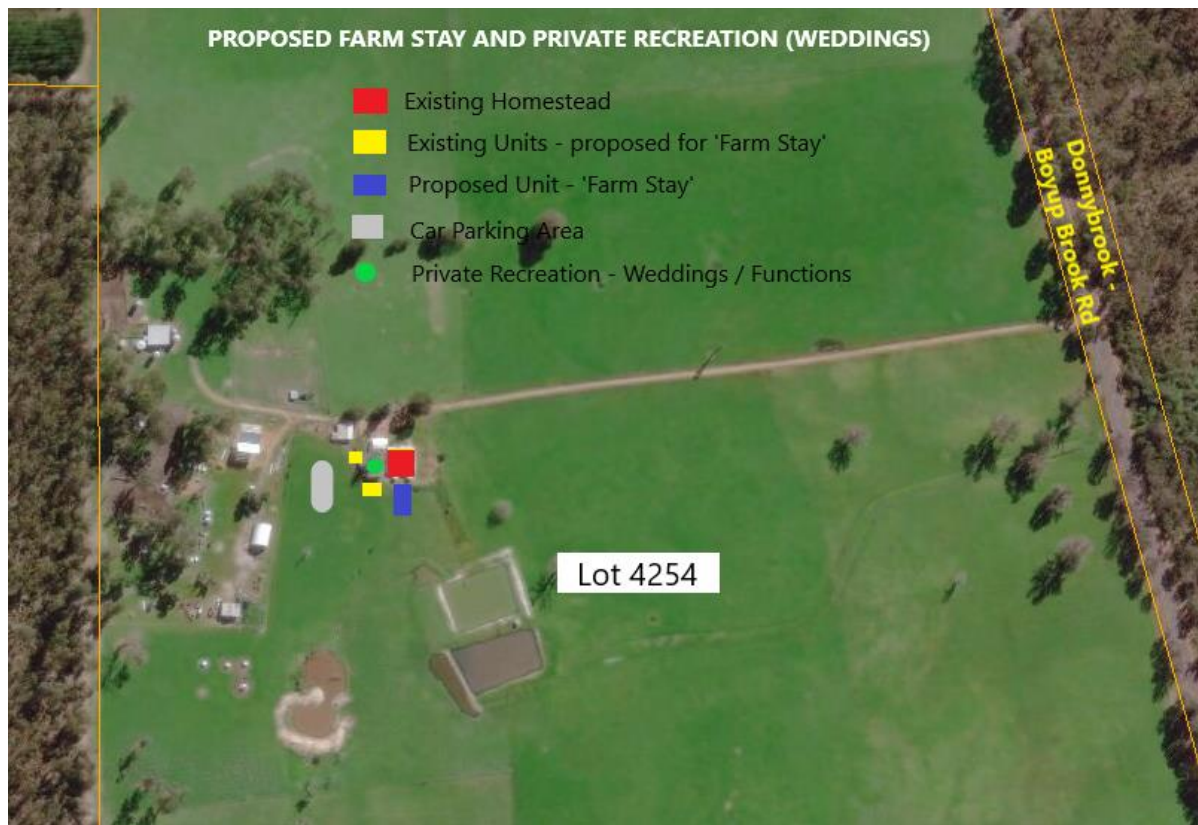 PROPOSED FARM STAY AND PRIVATE RECREATION (WEDDINGS)
Existing Homestead
Existing Units - proposed for 'Farm Stay'
Proposed Unit - 'Farm Stay'
Car Parking Area
Private Recreation - Weddings / Functions
Donnybrook -
Boyup Brook Rd
Lot 4254